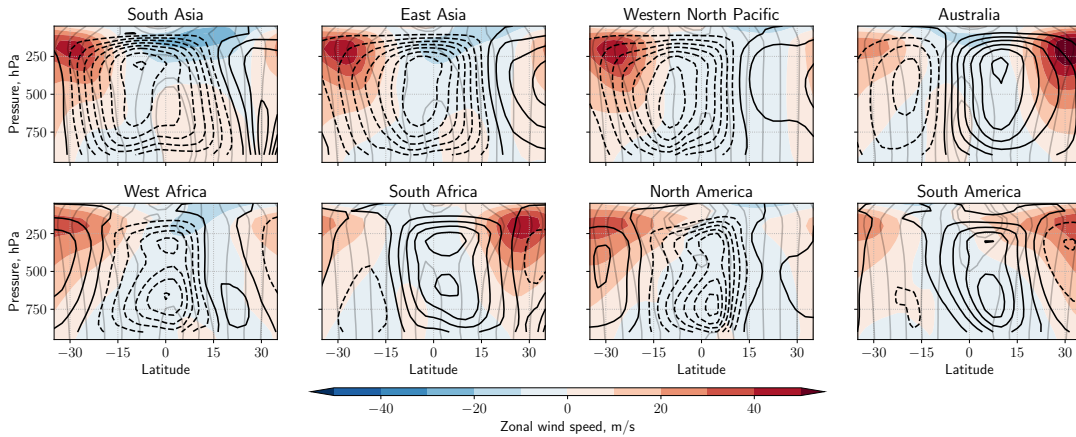 South Asia
East Asia
Western North Pacific
Australia
Pressure, hPa
250
500
750
West Africa
South Africa
North America
South America
Pressure, hPa
250
500
750
−30 −15 0 15 30
−30 −15 0 15 30
−30 −15 0 15 30
−30 −15 0 15 30
Latitude
Latitude
Latitude
Latitude
−40 −20 0 20 40
Zonal wind speed, m/s